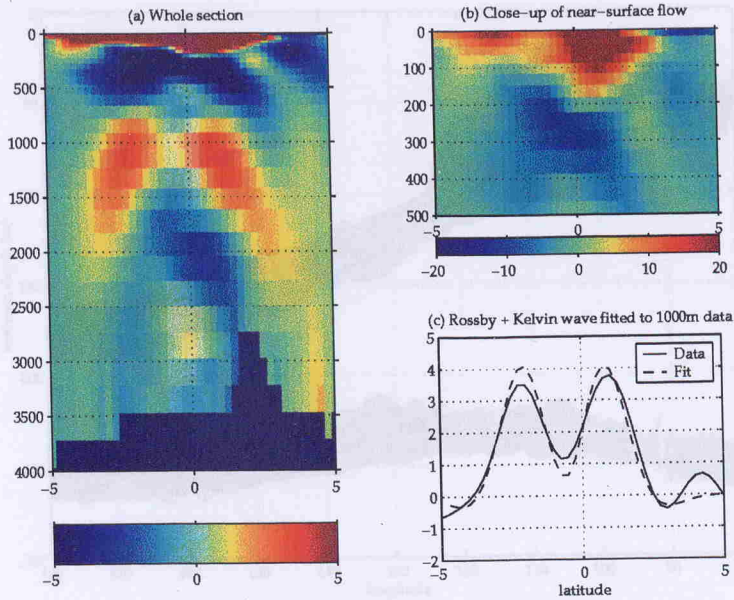 (a) Whole section
0
500
1000
1500
2000
2500
3000
3500
4000
−5 0 5
−5 0 5
(b) Close−up of near−surface flow
0
100
200
300
400
500
−5 0 5
−20 −10 0 10 20
(c) Rossby + Kelvin wave fitted to 1000m data
5
4
3
2
1
0
−1
−2
Data
Fit
−5 0 5
latitude